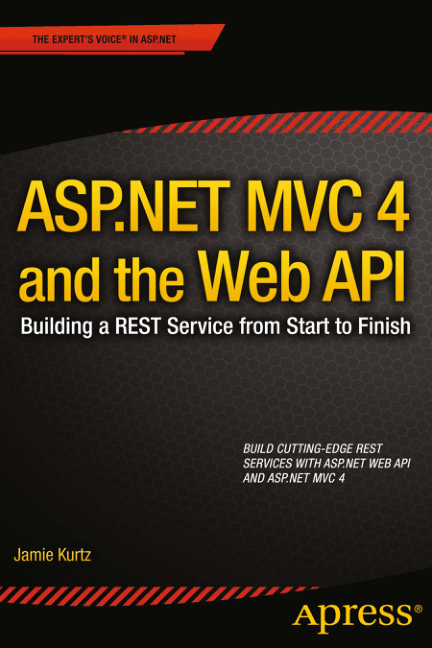 THE EXPERT'S VOICE® IN ASP.NET
ASP.NET MVC 4
and the Web API
Building a REST Service from Start to Finish
BUILD CUTTING-EDGE REST
SERVICES WITH ASP.NET WEB API
AND ASP.NET MVC 4
Jamie Kurtz
Apress®